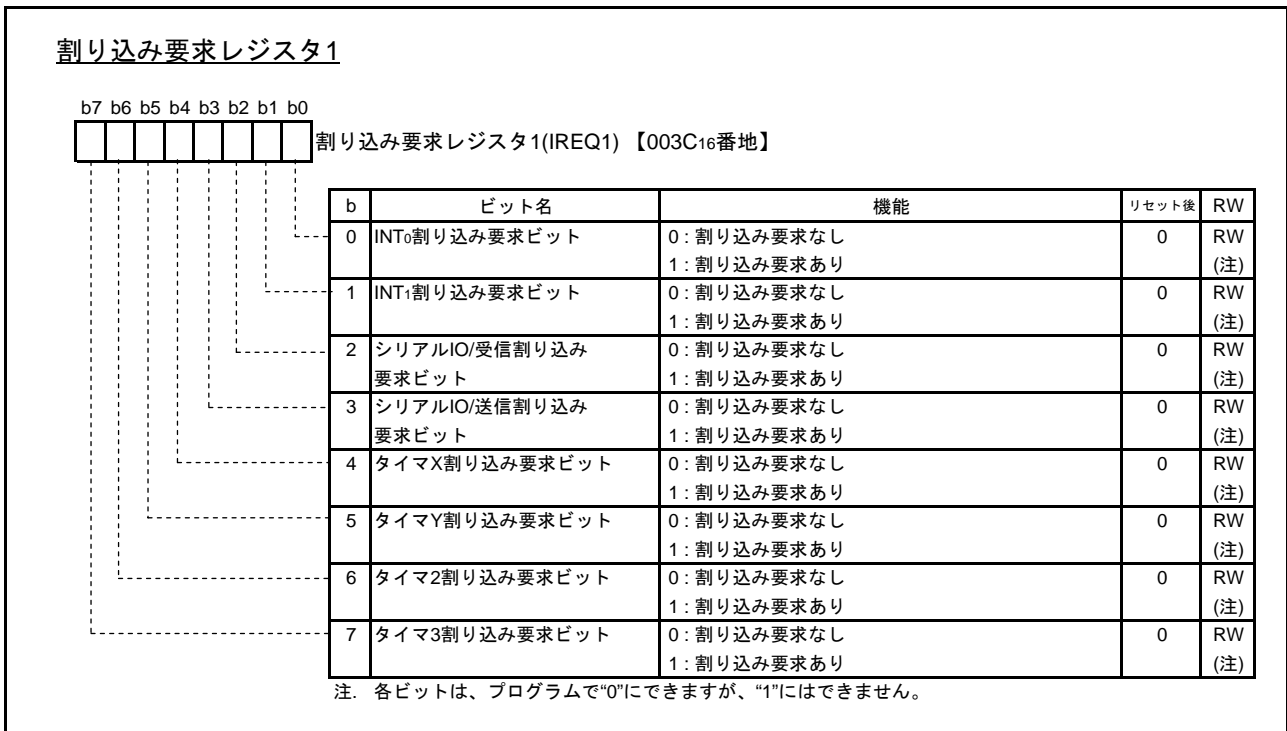 割り込み要求レジスタ1
b7 b6 b5 b4 b3 b2 b1 b0
割り込み要求レジスタ1(IREQ1) 【003C16番地】
b ビット名 機能 リセット後 RW
0 INT0割り込み要求ビット 0 : 割り込み要求なし 0 RW
1 : 割り込み要求あり (注)
1 INT1割り込み要求ビット 0 : 割り込み要求なし 0 RW
1 : 割り込み要求あり (注)
2 シリアルIO/受信割り込み 0 : 割り込み要求なし 0 RW
要求ビット 1 : 割り込み要求あり (注)
3 シリアルIO/送信割り込み 0 : 割り込み要求なし 0 RW
要求ビット 1 : 割り込み要求あり (注)
4 タイマX割り込み要求ビット 0 : 割り込み要求なし 0 RW
1 : 割り込み要求あり (注)
5 タイマY割り込み要求ビット 0 : 割り込み要求なし 0 RW
1 : 割り込み要求あり (注)
6 タイマ2割り込み要求ビット 0 : 割り込み要求なし 0 RW
1 : 割り込み要求あり (注)
7 タイマ3割り込み要求ビット 0 : 割り込み要求なし 0 RW
1 : 割り込み要求あり (注)
注. 各ビットは、プログラムで“0”にできますが、“1”にはできません。